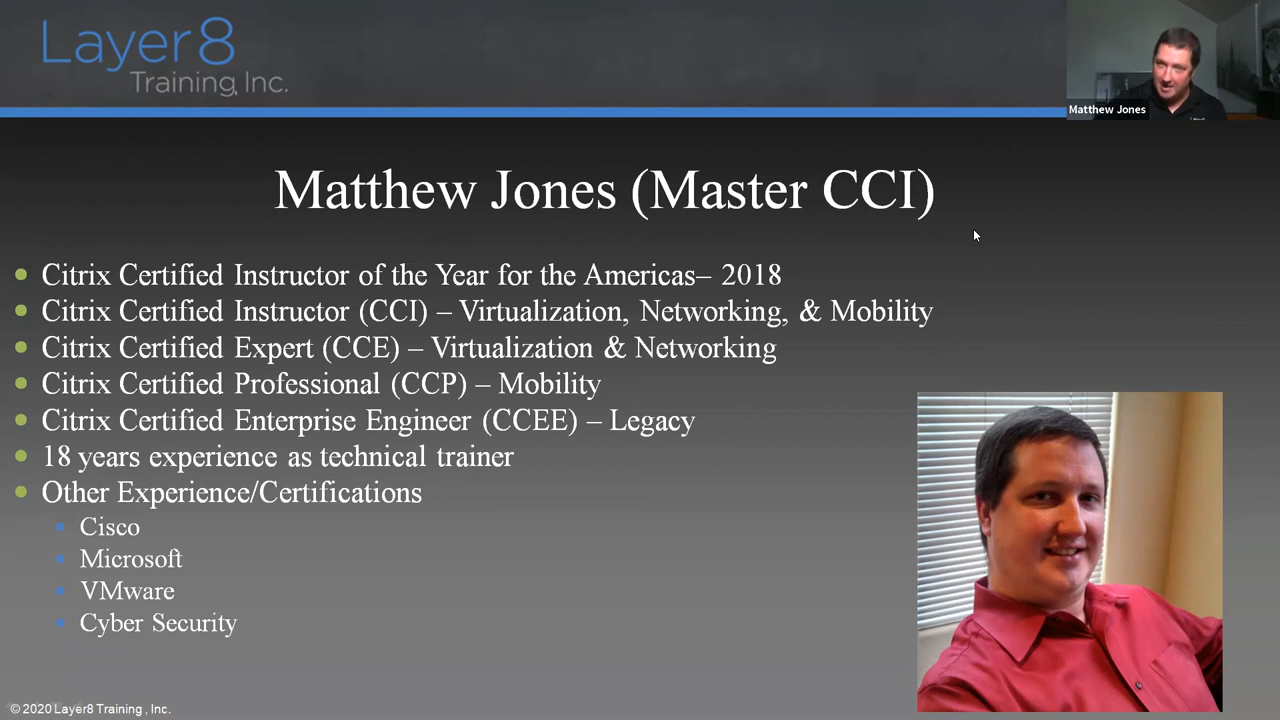 Layer8
Training, Inc.
Matthew Jones
Matthew Jones (Master CCI)
Citrix Certified Instructor of the Year for the Americas– 2018
Citrix Certified Instructor (CCI) – Virtualization, Networking, & Mobility
Citrix Certified Expert (CCE) – Virtualization & Networking
Citrix Certified Professional (CCP) – Mobility
Citrix Certified Enterprise Engineer (CCEE) – Legacy
18 years experience as technical trainer
Other Experience/Certifications
Cisco
Microsoft
VMware
Cyber Security
© 2020 Layer8 Training , Inc.